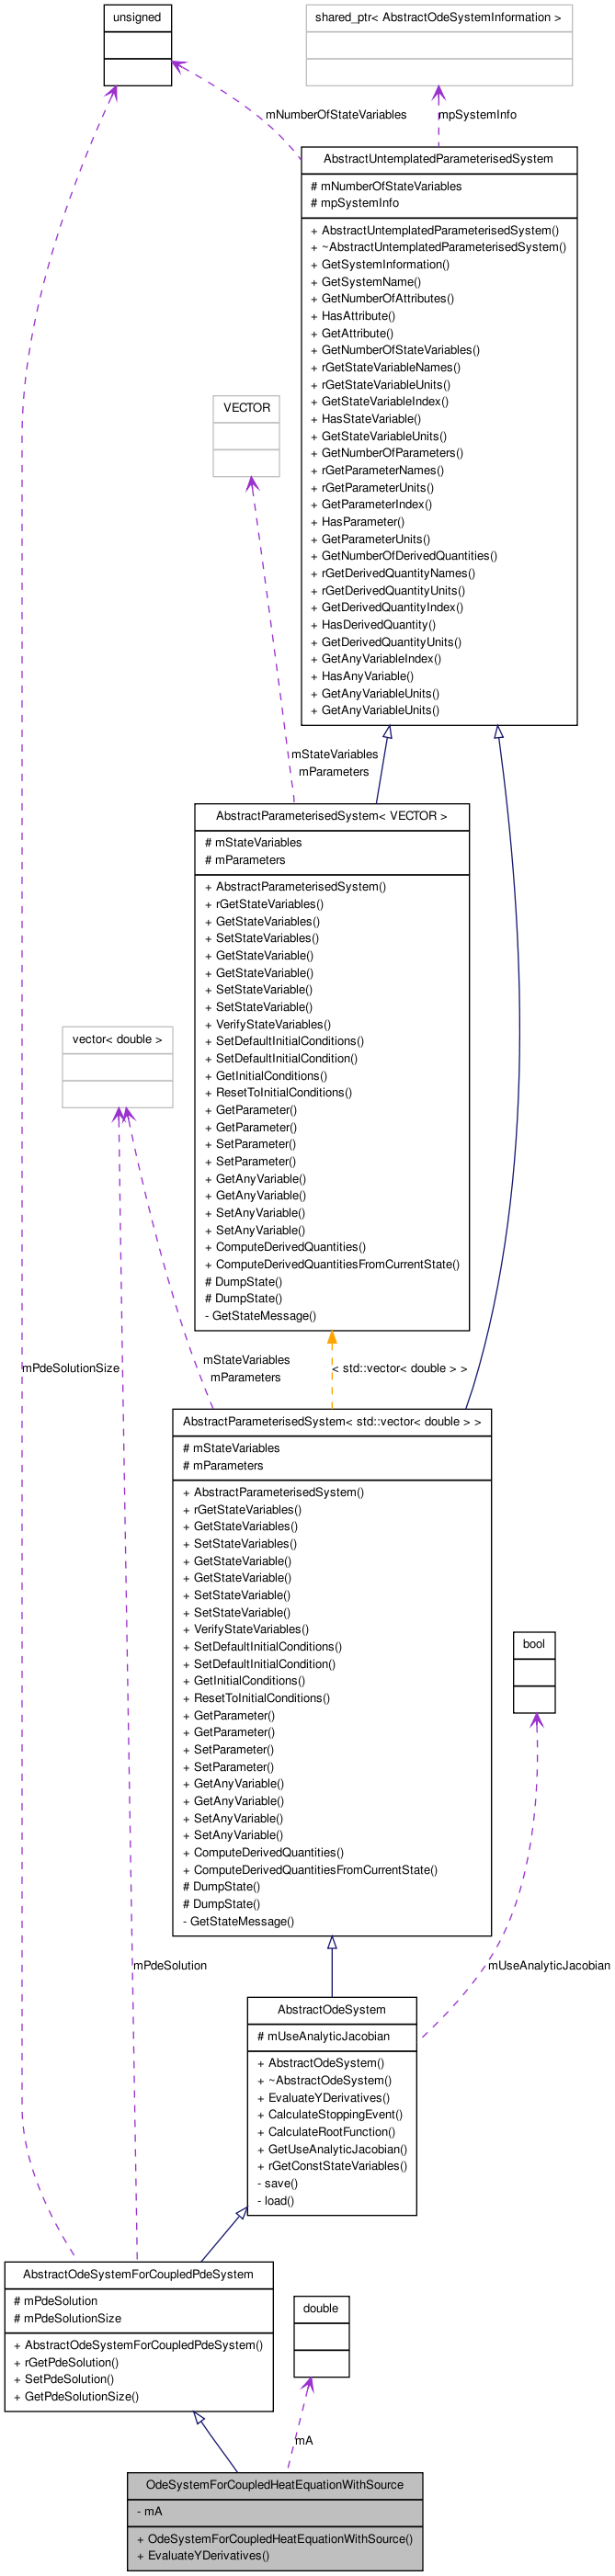 unsigned
shared_ptr< AbstractOdeSystemInformation >
mNumberOfStateVariables
mpSystemInfo
AbstractUntemplatedParameterisedSystem
# mNumberOfStateVariables
# mpSystemInfo
+ AbstractUntemplatedParameterisedSystem()
+ ~AbstractUntemplatedParameterisedSystem()
+ GetSystemInformation()
+ GetSystemName()
+ GetNumberOfAttributes()
+ HasAttribute()
+ GetAttribute()
+ GetNumberOfStateVariables()
+ rGetStateVariableNames()
+ rGetStateVariableUnits()
+ GetStateVariableIndex()
+ HasStateVariable()
+ GetStateVariableUnits()
+ GetNumberOfParameters()
+ rGetParameterNames()
+ rGetParameterUnits()
+ GetParameterIndex()
+ HasParameter()
+ GetParameterUnits()
+ GetNumberOfDerivedQuantities()
+ rGetDerivedQuantityNames()
+ rGetDerivedQuantityUnits()
+ GetDerivedQuantityIndex()
+ HasDerivedQuantity()
+ GetDerivedQuantityUnits()
+ GetAnyVariableIndex()
+ HasAnyVariable()
+ GetAnyVariableUnits()
+ GetAnyVariableUnits()
VECTOR
mStateVariables
mParameters
AbstractParameterisedSystem< VECTOR >
# mStateVariables
# mParameters
+ AbstractParameterisedSystem()
+ rGetStateVariables()
+ GetStateVariables()
+ SetStateVariables()
+ GetStateVariable()
+ GetStateVariable()
+ SetStateVariable()
+ SetStateVariable()
+ VerifyStateVariables()
+ SetDefaultInitialConditions()
+ SetDefaultInitialCondition()
+ GetInitialConditions()
+ ResetToInitialConditions()
+ GetParameter()
+ GetParameter()
+ SetParameter()
+ SetParameter()
+ GetAnyVariable()
+ GetAnyVariable()
+ SetAnyVariable()
+ SetAnyVariable()
+ ComputeDerivedQuantities()
+ ComputeDerivedQuantitiesFromCurrentState()
# DumpState()
# DumpState()
- GetStateMessage()
vector< double >
mPdeSolutionSize
mStateVariables
mParameters
< std::vector< double > >
AbstractParameterisedSystem< std::vector< double > >
# mStateVariables
# mParameters
+ AbstractParameterisedSystem()
+ rGetStateVariables()
+ GetStateVariables()
+ SetStateVariables()
+ GetStateVariable()
+ GetStateVariable()
+ SetStateVariable()
+ SetStateVariable()
+ VerifyStateVariables()
+ SetDefaultInitialConditions()
+ SetDefaultInitialCondition()
+ GetInitialConditions()
+ ResetToInitialConditions()
+ GetParameter()
+ GetParameter()
+ SetParameter()
+ SetParameter()
+ GetAnyVariable()
+ GetAnyVariable()
+ SetAnyVariable()
+ SetAnyVariable()
+ ComputeDerivedQuantities()
+ ComputeDerivedQuantitiesFromCurrentState()
# DumpState()
# DumpState()
- GetStateMessage()
bool
mPdeSolution
mUseAnalyticJacobian
AbstractOdeSystem
# mUseAnalyticJacobian
+ AbstractOdeSystem()
+ ~AbstractOdeSystem()
+ EvaluateYDerivatives()
+ CalculateStoppingEvent()
+ CalculateRootFunction()
+ GetUseAnalyticJacobian()
+ rGetConstStateVariables()
- save()
- load()
AbstractOdeSystemForCoupledPdeSystem
# mPdeSolution
# mPdeSolutionSize
+ AbstractOdeSystemForCoupledPdeSystem()
+ rGetPdeSolution()
+ SetPdeSolution()
+ GetPdeSolutionSize()
double
mA
OdeSystemForCoupledHeatEquationWithSource
- mA
+ OdeSystemForCoupledHeatEquationWithSource()
+ EvaluateYDerivatives()